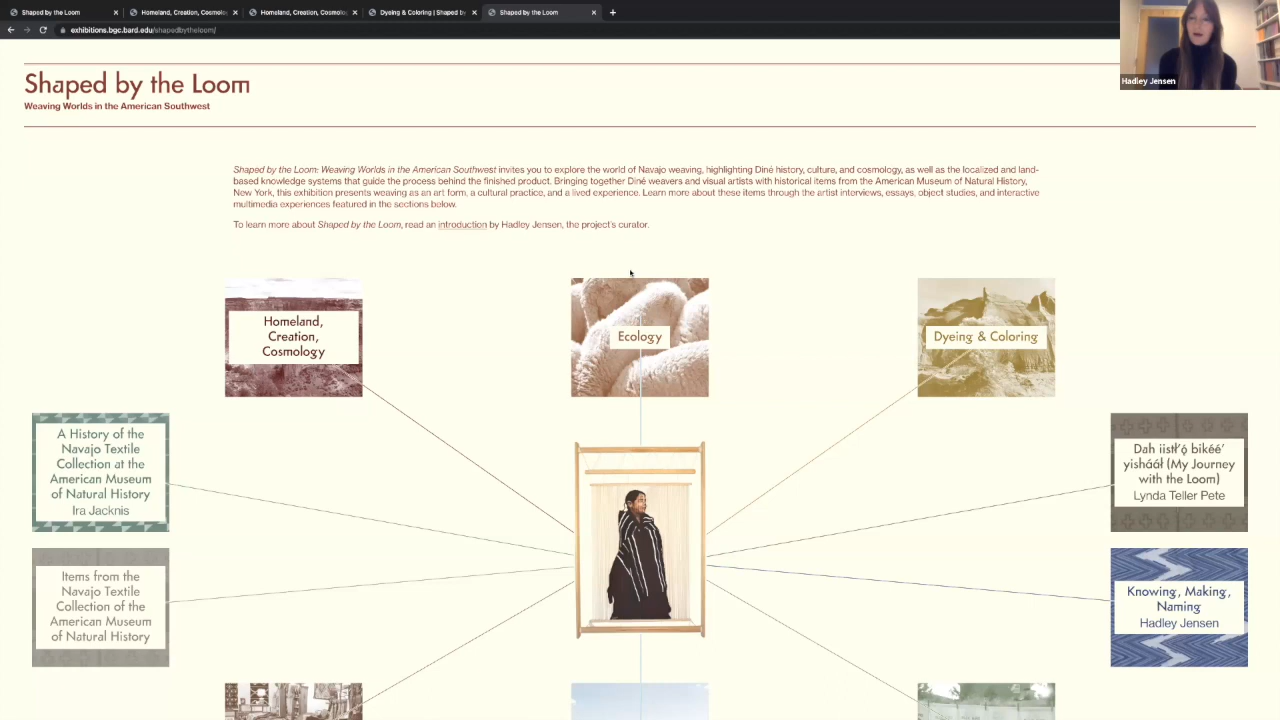 Shaped by the Loom
Homeland, Creation, Cosmolo
Homeland, Creation, Cosmolo
Dyeing & Coloring | Shaped by
Shaped by the Loom
exhibitions.bgc.bard.edu/shapedbytheloom/
Hadley Jensen
Shaped by the Loom
Weaving Worlds in the American Southwest
Shaped by the Loom: Weaving Worlds in the American Southwest invites you to explore the world of Navajo weaving, highlighting Diné history, culture, and cosmology, as well as the localized and land-
based knowledge systems that guide the process behind the finished product. Bringing together Diné weavers and visual artists with historical items from the American Museum of Natural History,
New York, this exhibition presents weaving as an art form, a cultural practice, and a lived experience. Learn more about these items through the artist interviews, essays, object studies, and interactive
multimedia experiences featured in the sections below.
To learn more about Shaped by the Loom, read an introduction by Hadley Jensen, the project's curator.
Homeland,
Creation,
Cosmology
Ecology
Dyeing & Coloring
A History of the
Navajo Textile
Collection at the
American Museum
of Natural History
Ira Jacknis
Dah iistł'ǫ́ bikéé'
yisháál (My Journey
with the Loom)
Lynda Teller Pete
Items from the
Navajo Textile
Collection of the
American Museum
of Natural History
Knowing, Making,
Naming
Hadley Jensen